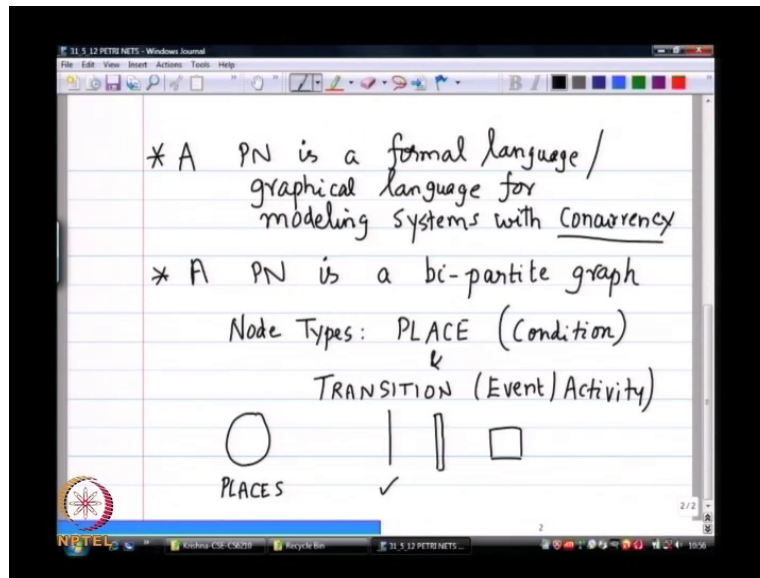 31_5_12 PETRI NETS - Windows Journal
File Edit View Insert Actions Tools Help
* A PN is a formal language /
graphical language for
modeling systems with Concurrency
* A PN is a bi-partite graph
Node Types: PLACE (Condition)
&
TRANSITION (Event/Activity)
PLACES ✓
2/2
2
NPTEL
Krishna-CSE-CS6210 Recycle Bin 31_5_12 PETRI NETS ... 10:56